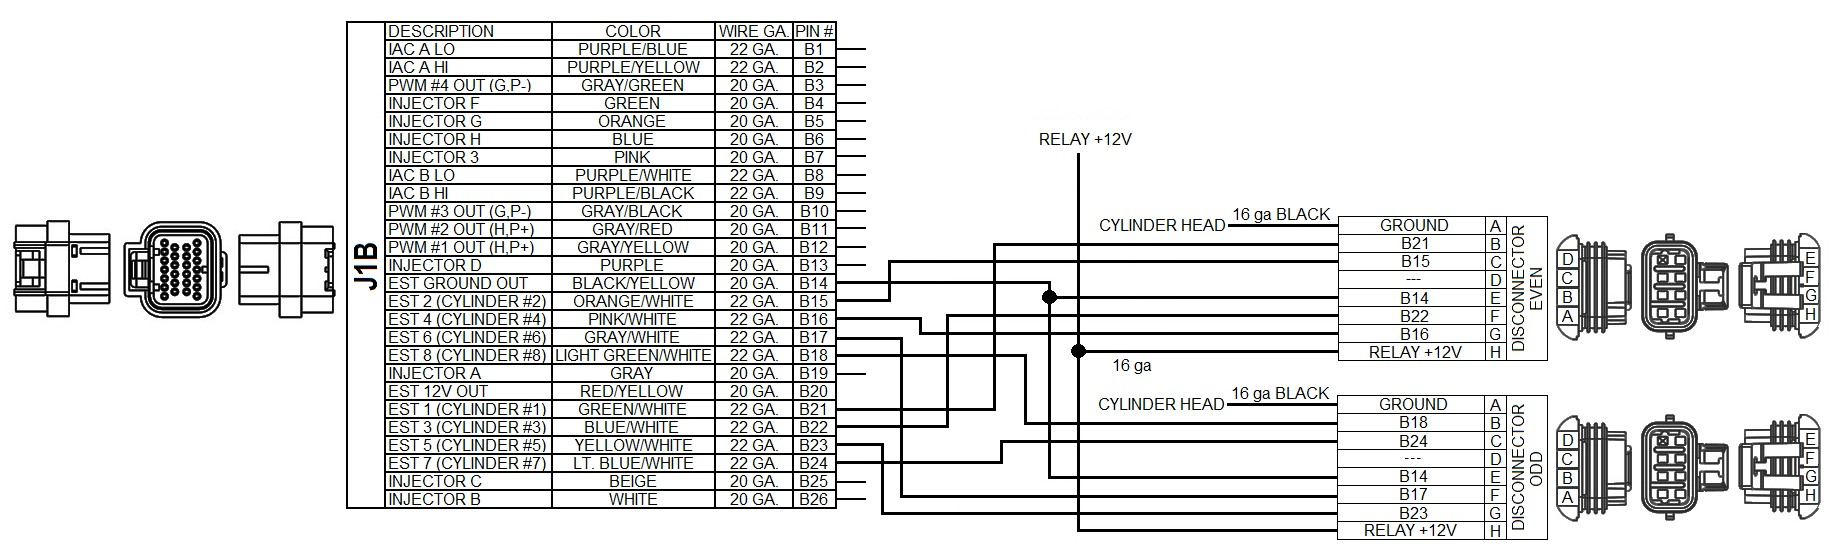 J1B
DESCRIPTION COLOR WIRE GA. PIN #
IAC A LO PURPLE/BLUE 22 GA. B1
IAC A HI PURPLE/YELLOW 22 GA. B2
PWM #4 OUT (G,P-) GRAY/GREEN 20 GA. B3
INJECTOR F GREEN 20 GA. B4
INJECTOR G ORANGE 20 GA. B5
INJECTOR H BLUE 20 GA. B6
INJECTOR 3 PINK 20 GA. B7
IAC B LO PURPLE/WHITE 22 GA. B8
IAC B HI PURPLE/BLACK 22 GA. B9
PWM #3 OUT (G,P-) GRAY/BLACK 20 GA. B10
PWM #2 OUT (H,P+) GRAY/RED 20 GA. B11
PWM #1 OUT (H,P+) GRAY/YELLOW 20 GA. B12
INJECTOR D PURPLE 20 GA. B13
EST GROUND OUT BLACK/YELLOW 20 GA. B14
EST 2 (CYLINDER #2) ORANGE/WHITE 22 GA. B15
EST 4 (CYLINDER #4) PINK/WHITE 22 GA. B16
EST 6 (CYLINDER #6) GRAY/WHITE 22 GA. B17
EST 8 (CYLINDER #8) LIGHT GREEN/WHITE 22 GA. B18
INJECTOR A GRAY 20 GA. B19
EST 12V OUT RED/YELLOW 20 GA. B20
EST 1 (CYLINDER #1) GREEN/WHITE 22 GA. B21
EST 3 (CYLINDER #3) BLUE/WHITE 22 GA. B22
EST 5 (CYLINDER #5) YELLOW/WHITE 22 GA. B23
EST 7 (CYLINDER #7) LT. BLUE/WHITE 22 GA. B24
INJECTOR C BEIGE 20 GA. B25
INJECTOR B WHITE 20 GA. B26
RELAY +12V
CYLINDER HEAD 16 ga BLACK
GROUND A
B21 B
B15 C
--- D
B14 E
B22 F
B16 G
RELAY +12V H
16 ga
DISCONNECTOR
EVEN
D
C
B
A
E
F
G
H
CYLINDER HEAD 16 ga BLACK
GROUND A
B18 B
B24 C
--- D
B14 E
B17 F
B23 G
RELAY +12V H
DISCONNECTOR
ODD
D
C
B
A
E
F
G
H